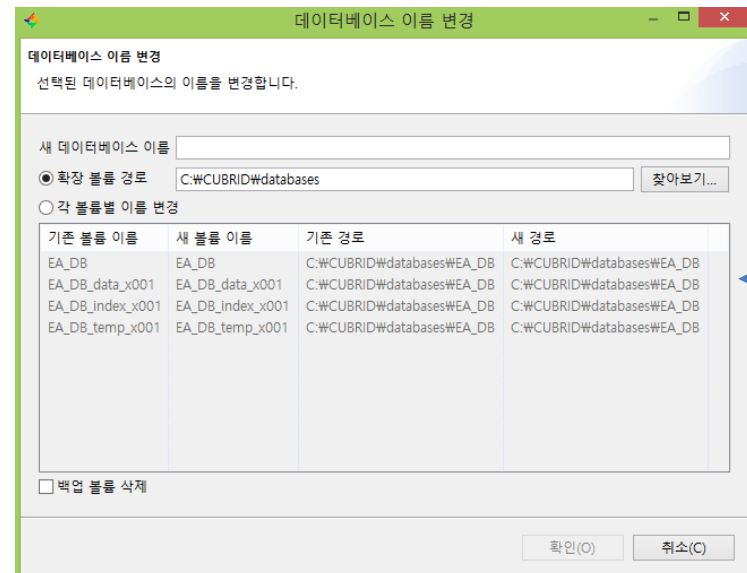 데이터베이스 이름 변경
데이터베이스 이름 변경
선택된 데이터베이스의 이름을 변경합니다.
새 데이터베이스 이름
확장 볼륨 경로 C:₩CUBRID₩databases 찾아보기...
각 볼륨별 이름 변경
기존 볼륨 이름 새 볼륨 이름 기존 경로 새 경로
EA_DB EA_DB C:₩CUBRID₩databases₩EA_DB C:₩CUBRID₩databases₩EA_DB
EA_DB_data_x001 EA_DB_data_x001 C:₩CUBRID₩databases₩EA_DB C:₩CUBRID₩databases₩EA_DB
EA_DB_index_x001 EA_DB_index_x001 C:₩CUBRID₩databases₩EA_DB C:₩CUBRID₩databases₩EA_DB
EA_DB_temp_x001 EA_DB_temp_x001 C:₩CUBRID₩databases₩EA_DB C:₩CUBRID₩databases₩EA_DB
백업 볼륨 삭제
확인(O) 취소(C)